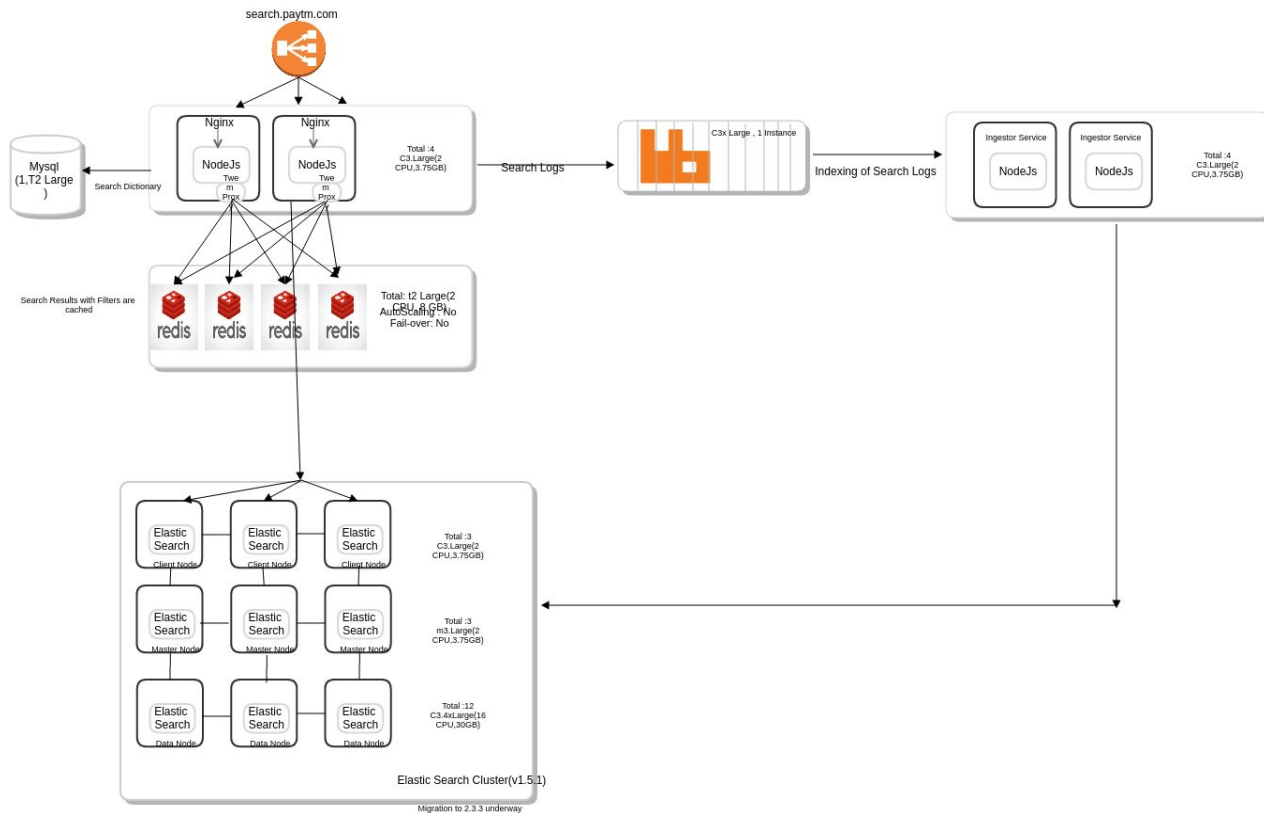 search.paytm.com
Nginx
Nginx
NodeJs
NodeJs
Twe
m
Prox
y
Twe
m
Prox
y
Total :4
C3.Large(2
CPU,3.75GB)
Mysql
(1,T2 Large
)
Search Dictionary
Search Logs
C3x Large , 1 Instance
Indexing of Search Logs
Ingestor Service
Ingestor Service
NodeJs
NodeJs
Total :4
C3.Large(2
CPU,3.75GB)
Search Results with Filters are
cached
redis
redis
redis
redis
Total: t2 Large(2
CPU, 8 GB)
AutoScaling : No
Fail-over: No
Elastic
Search
Client Node
Elastic
Search
Client Node
Elastic
Search
Client Node
Total :3
C3.Large(2
CPU,3.75GB)
Elastic
Search
Master Node
Elastic
Search
Master Node
Elastic
Search
Master Node
Total :3
m3.Large(2
CPU,3.75GB)
Elastic
Search
Data Node
Elastic
Search
Data Node
Elastic
Search
Data Node
Total :12
C3.4xLarge(16
CPU,30GB)
Elastic Search Cluster(v1.5.1)
Migration to 2.3.3 underway